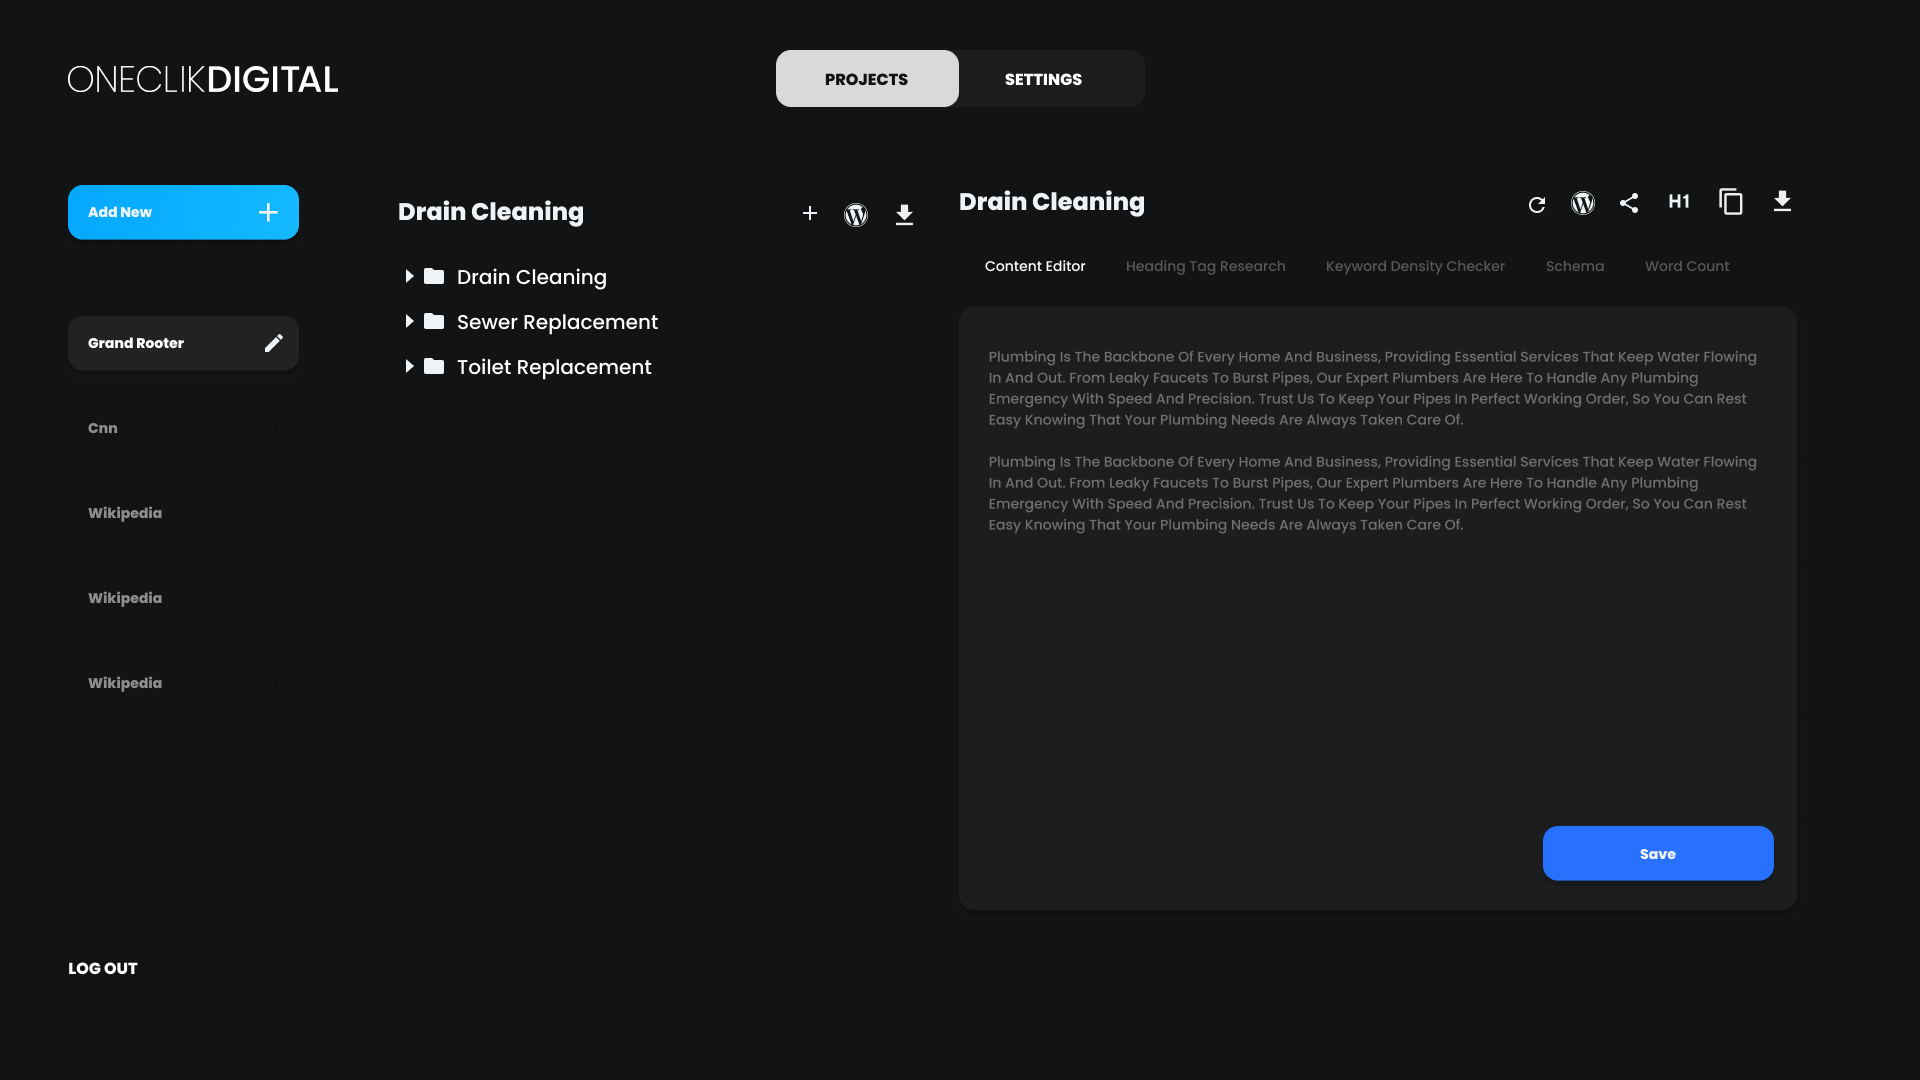 ONECLIKDIGITAL
PROJECTS
SETTINGS
Add New
Grand Rooter
Cnn
Wikipedia
Wikipedia
Wikipedia
LOG OUT
Drain Cleaning
Drain Cleaning
Sewer Replacement
Toilet Replacement
Drain Cleaning
H1
Content Editor
Heading Tag Research
Keyword Density Checker
Schema
Word Count
Plumbing Is The Backbone Of Every Home And Business, Providing Essential Services That Keep Water Flowing
In And Out. From Leaky Faucets To Burst Pipes, Our Expert Plumbers Are Here To Handle Any Plumbing
Emergency With Speed And Precision. Trust Us To Keep Your Pipes In Perfect Working Order, So You Can Rest
Easy Knowing That Your Plumbing Needs Are Always Taken Care Of.
Plumbing Is The Backbone Of Every Home And Business, Providing Essential Services That Keep Water Flowing
In And Out. From Leaky Faucets To Burst Pipes, Our Expert Plumbers Are Here To Handle Any Plumbing
Emergency With Speed And Precision. Trust Us To Keep Your Pipes In Perfect Working Order, So You Can Rest
Easy Knowing That Your Plumbing Needs Are Always Taken Care Of.
Save